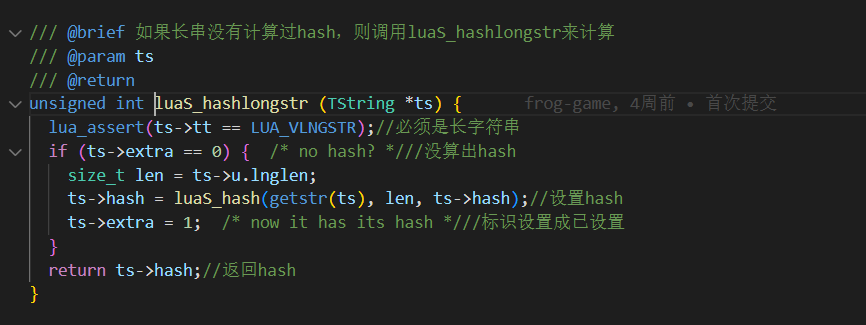 /// @brief 如果长串没有计算过hash，则调用luaS_hashlongstr来计算
/// @param ts
/// @return
unsigned int luaS_hashlongstr (TString *ts) { frog-game, 4周前 • 首次提交
lua_assert(ts->tt == LUA_VLNGSTR);//必须是长字符串
if (ts->extra == 0) { /* no hash? *///没算出hash
size_t len = ts->u.lnglen;
ts->hash = luaS_hash(getstr(ts), len, ts->hash);//设置hash
ts->extra = 1; /* now it has its hash *///标识设置成已设置
}
return ts->hash;//返回hash
}